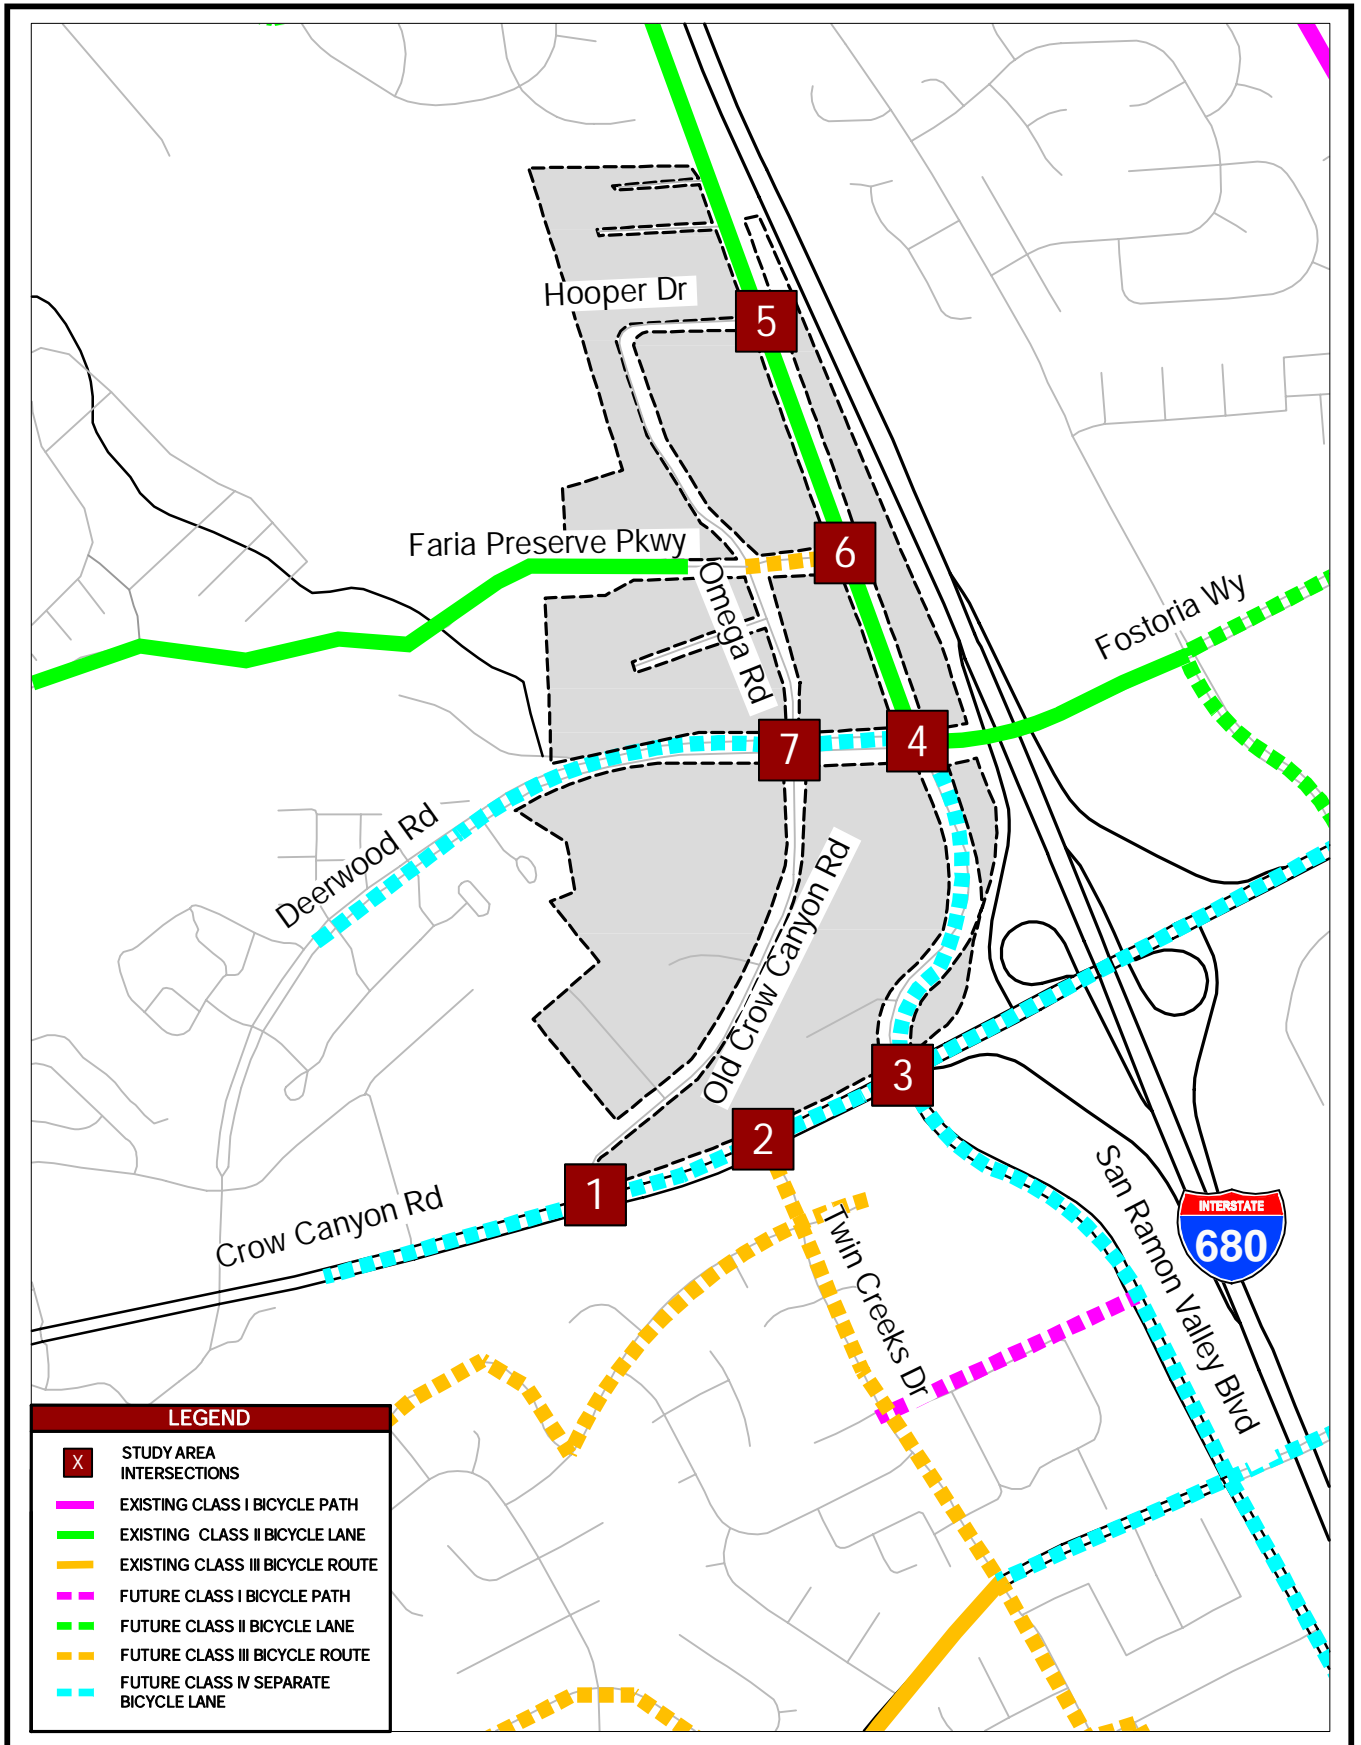 Hooper Dr
5
Faria Preserve Pkwy
6
Omega Rd
Fostoria Wy
7
4
Deerwood Rd
Old Crow Canyon Rd
3
2
1
Crow Canyon Rd
San Ramon Valley Blvd
INTERSTATE
680
Twin Creeks Dr
LEGEND
X
STUDY AREA
INTERSECTIONS
EXISTING CLASS I BICYCLE PATH
EXISTING CLASS II BICYCLE LANE
EXISTING CLASS III BICYCLE ROUTE
FUTURE CLASS I BICYCLE PATH
FUTURE CLASS II BICYCLE LANE
FUTURE CLASS III BICYCLE ROUTE
FUTURE CLASS IV SEPARATE
BICYCLE LANE